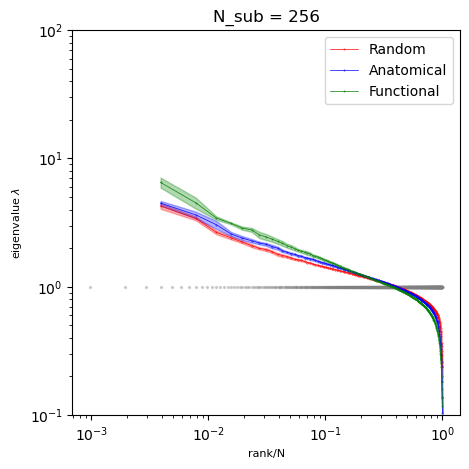 N_sub = 256
Random
Anatomical
Functional
eigenvalue λ
10²
10¹
10⁰
10⁻¹
10⁻³
10⁻²
10⁻¹
10⁰
rank/N